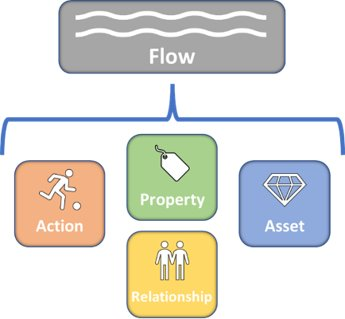 Flow
Property
Action
Asset
Relationship